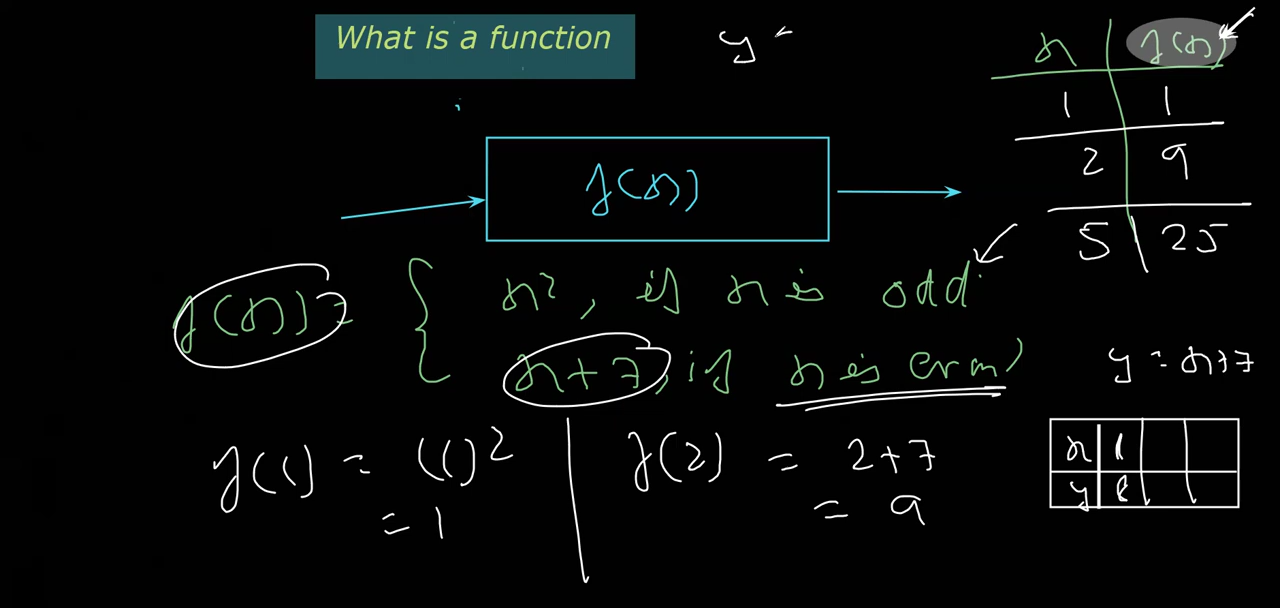 What is a function
y =
x f(x)
1 1
2 9
5 25
f(x)
f(x) = { x², if x is odd
x+7, if x is even
y = x+7
x 1
y 8
f(1) = (1)²
= 1
f(2) = 2+7
= 9